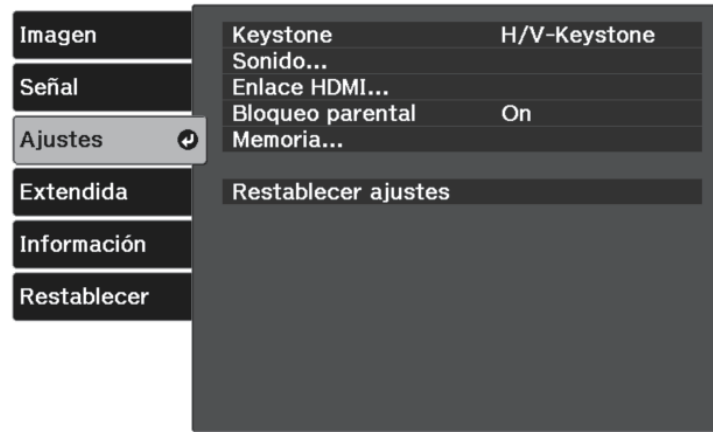 Imagen
Señal
Ajustes
Extendida
Información
Restablecer
Keystone H/V-Keystone
Sonido...
Enlace HDMI...
Bloqueo parental On
Memoria...
Restablecer ajustes